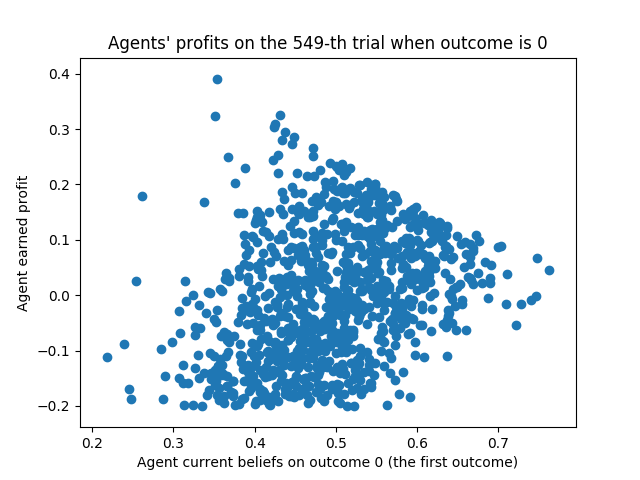 Agents' profits on the 549-th trial when outcome is 0
0.4
0.3
0.2
0.1
0.0
−0.1
−0.2
Agent earned profit
0.2 0.3 0.4 0.5 0.6 0.7
Agent current beliefs on outcome 0 (the first outcome)